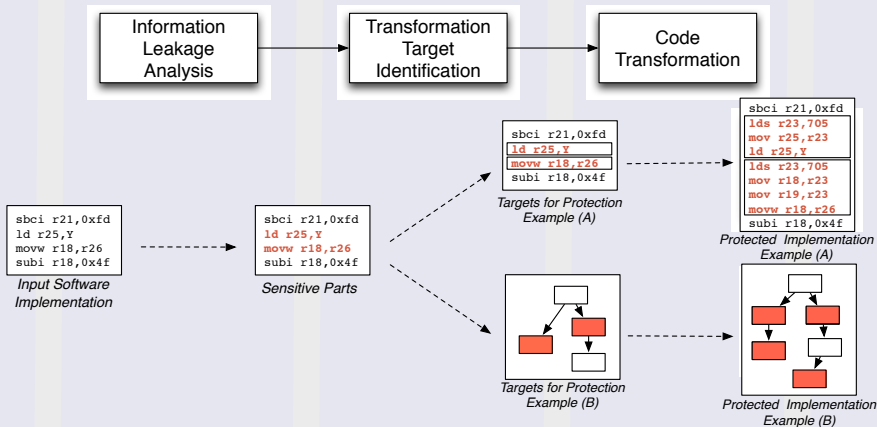 Information
Leakage
Analysis
Transformation
Target
Identification
Code
Transformation
sbci r21,0xfd
ld r25,Y
movw r18,r26
subi r18,0x4f
Input Software
Implementation
sbci r21,0xfd
ld r25,Y
movw r18,r26
subi r18,0x4f
Sensitive Parts
sbci r21,0xfd
ld r25,Y
movw r18,r26
subi r18,0x4f
Targets for Protection
Example (A)
sbci r21,0xfd
lds r23,705
mov r25,r23
ld r25,Y
lds r23,705
mov r18,r23
mov r19,r23
movw r18,r26
subi r18,0x4f
Protected Implementation
Example (A)
Targets for Protection
Example (B)
Protected Implementation
Example (B)